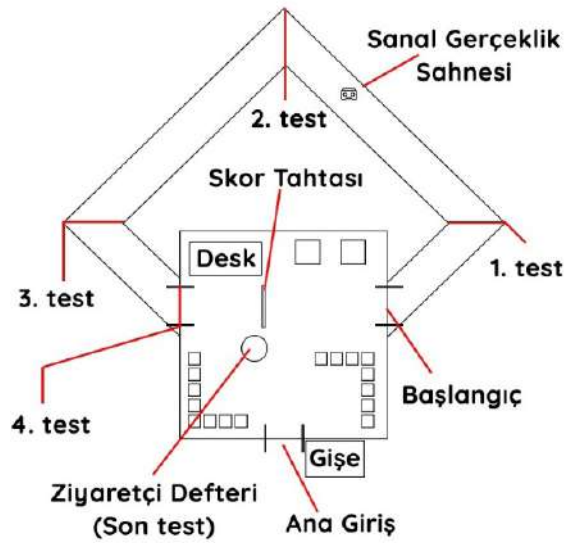 Sanal Gerçeklik
Sahnesi
2. test
Skor Tahtası
Desk
1. test
3. test
Başlangıç
4. test
Gişe
Ziyaretçi Defteri
(Son test)
Ana Giriş